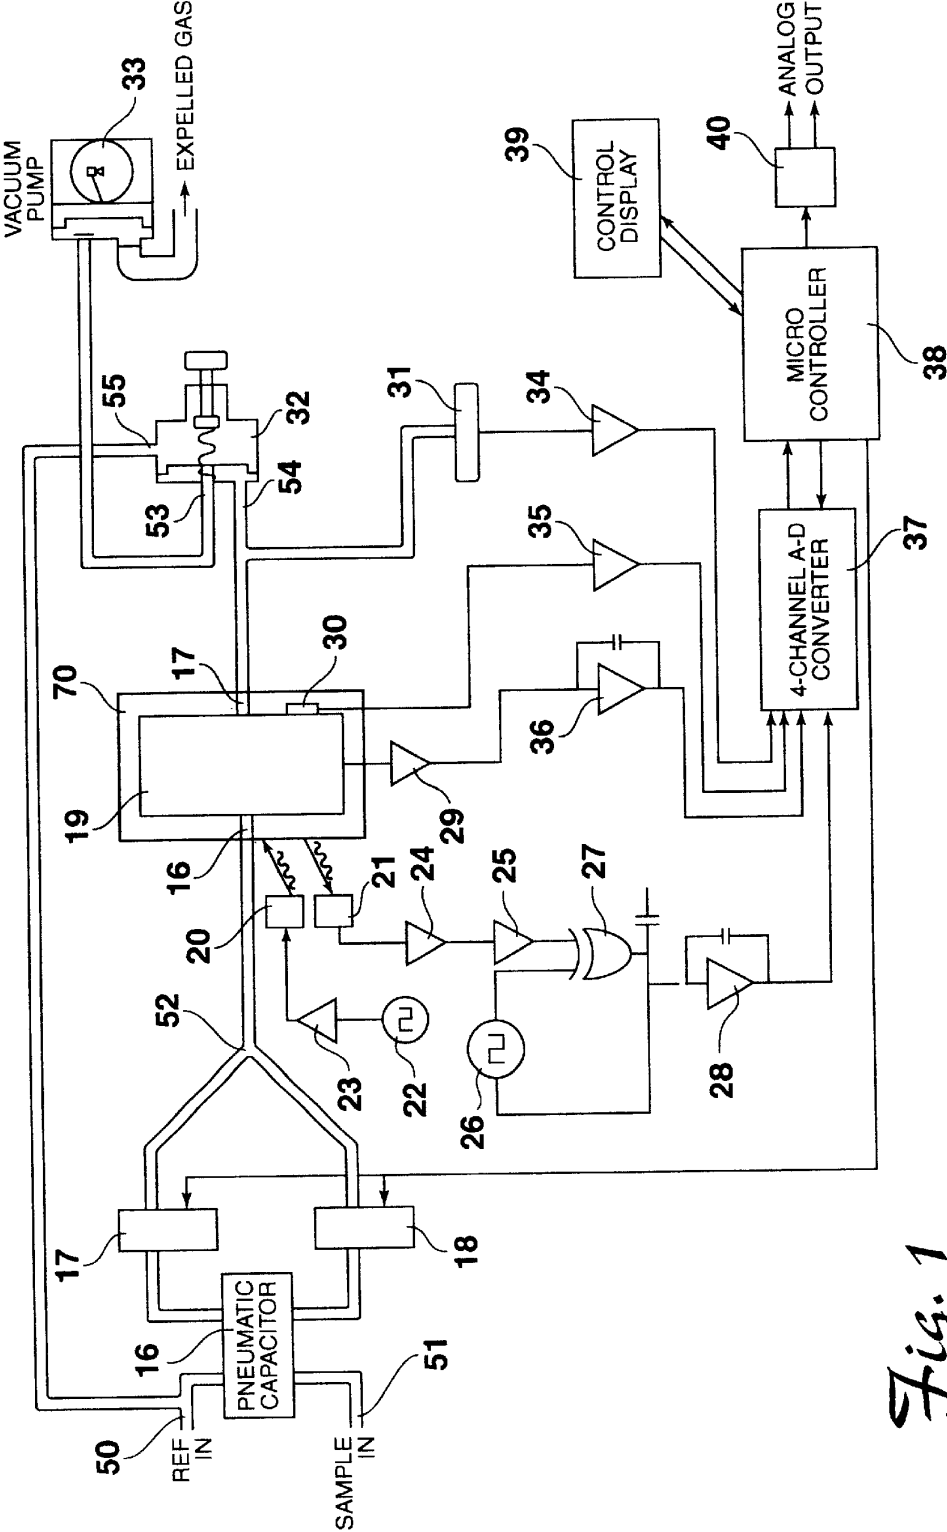 VACUUM
PUMP
33
EXPELLED GAS
ANALOG
OUTPUT
40
39
CONTROL
DISPLAY
MICRO
CONTROLLER
38
55
32
53
54
31
34
35
4-CHANNEL A-D
CONVERTER
37
70
17
30
36
19
16
29
20
21
24
25
27
52
23
22
26
28
17
18
PNEUMATIC
CAPACITOR
16
50
REF
IN
51
SAMPLE
IN
Fig. 1